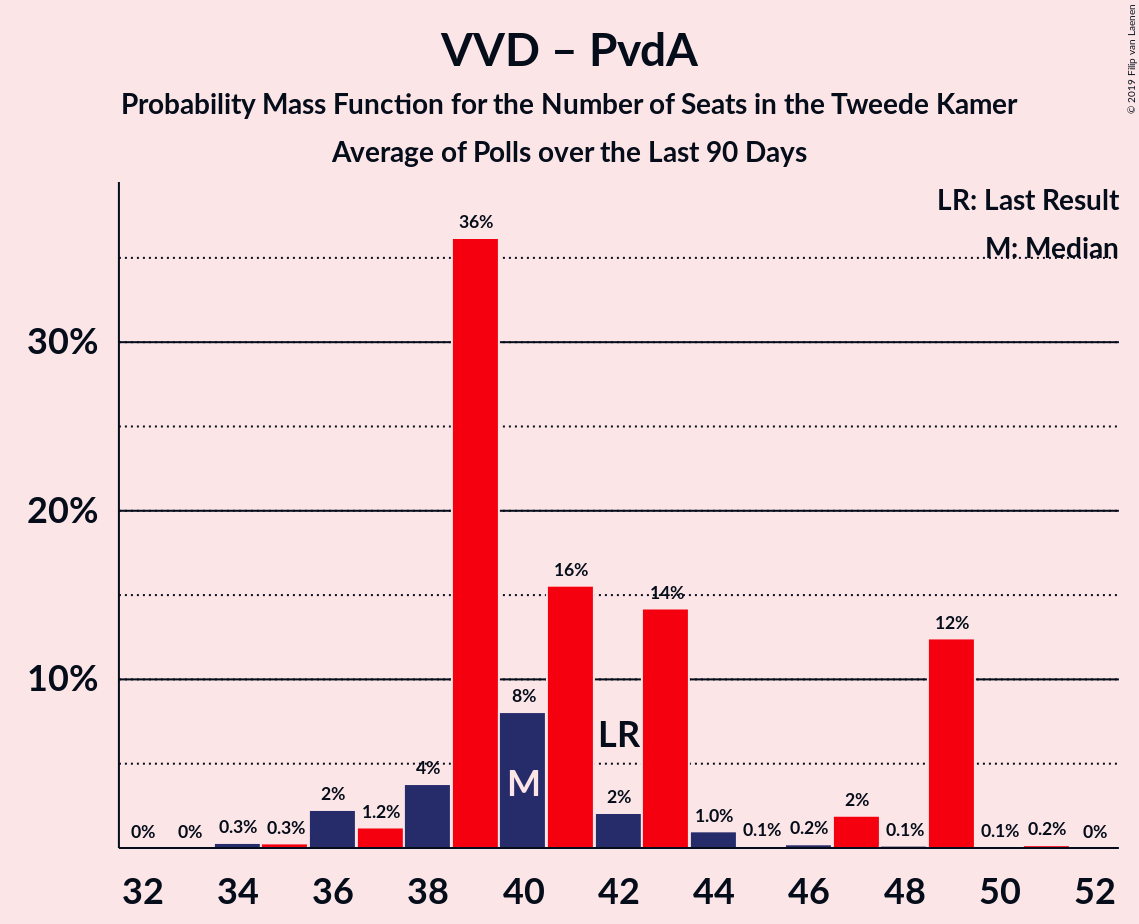 VVD – PvdA
Probability Mass Function for the Number of Seats in the Tweede Kamer
Average of Polls over the Last 90 Days
© 2019 Filip van Laenen
LR: Last Result
M: Median
30%
20%
10%
0%
0%
0.3%
0.3%
2%
1.2%
4%
36%
8%
16%
2%
14%
1.0%
0.1%
0.2%
2%
0.1%
12%
0.1%
0.2%
0%
M
LR
32 34 36 38 40 42 44 46 48 50 52